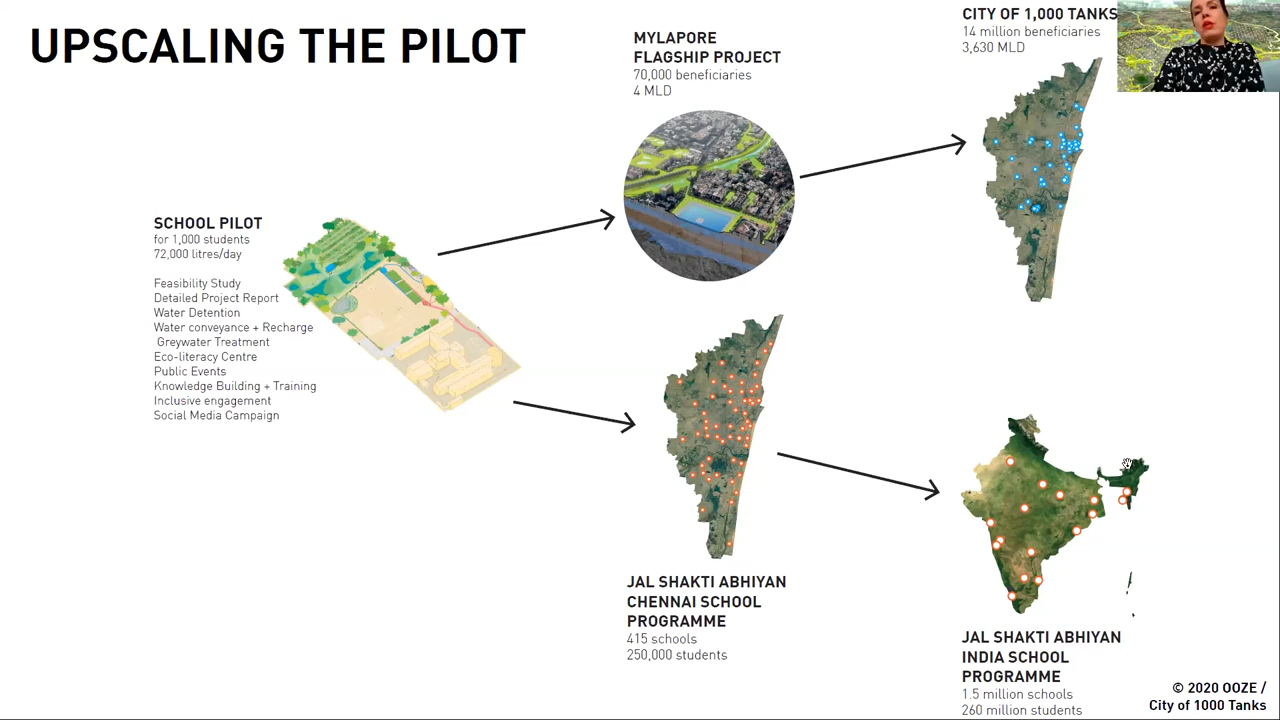 UPSCALING THE PILOT
SCHOOL PILOT
for 1,000 students
72,000 litres/day
Feasibility Study
Detailed Project Report
Water Detention
Water conveyance + Recharge
Greywater Treatment
Eco-literacy Centre
Public Events
Knowledge Building + Training
Inclusive engagement
Social Media Campaign
MYLAPORE
FLAGSHIP PROJECT
70,000 beneficiaries
4 MLD
CITY OF 1,000 TANKS
14 million beneficiaries
3,630 MLD
JAL SHAKTI ABHIYAN
CHENNAI SCHOOL
PROGRAMME
415 schools
250,000 students
JAL SHAKTI ABHIYAN
INDIA SCHOOL
PROGRAMME
1.5 million schools
260 million students
© 2020 OOZE /
City of 1000 Tanks